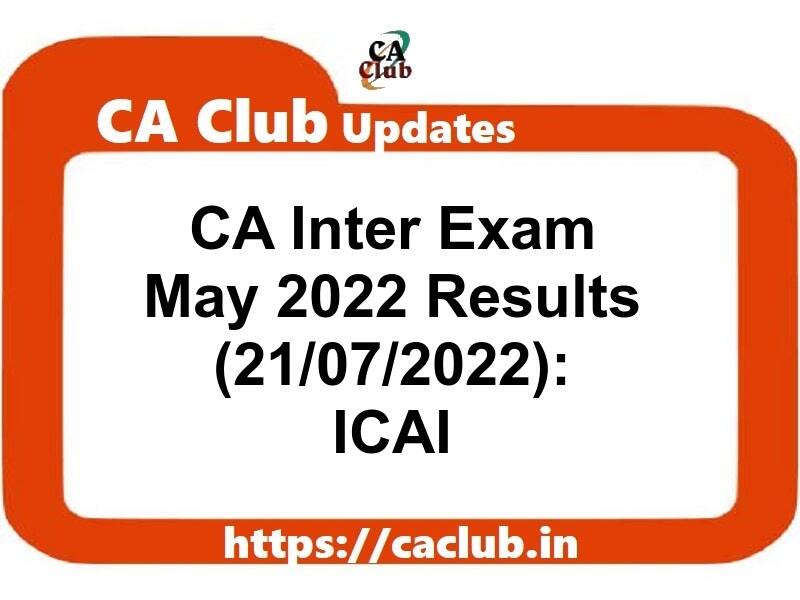 CA
Club
CA Club Updates
CA Inter Exam
May 2022 Results
(21/07/2022):
ICAI
https://caclub.in